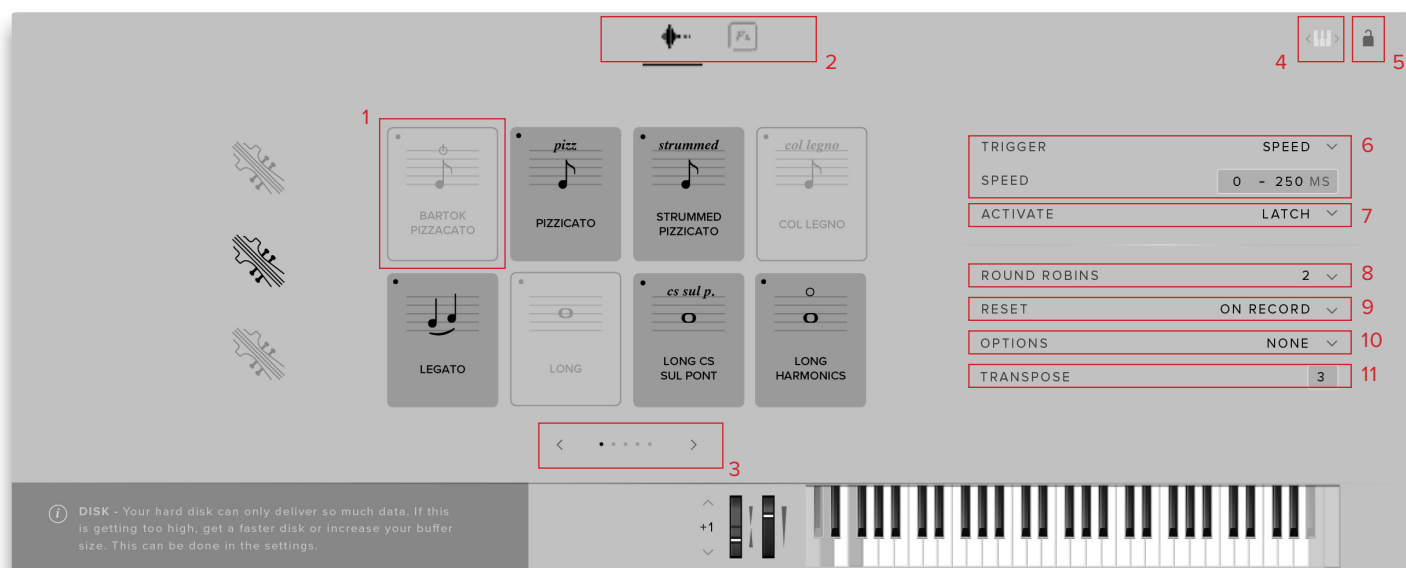 2
4
5
1
pizz
strummed
col legno
BARTOK
PIZZACATO
PIZZICATO
STRUMMED
PIZZICATO
COL LEGNO
TRIGGER SPEED 6
SPEED 0 - 250 MS
ACTIVATE LATCH 7
cs sul p.
LEGATO
LONG
LONG CS
SUL PONT
LONG
HARMONICS
ROUND ROBINS 2 8
RESET ON RECORD 9
OPTIONS NONE 10
TRANSPOSE 3 11
< >
3
i DISK - Your hard disk can only deliver so much data. If this
is getting too high, get a faster disk or increase your buffer
size. This can be done in the settings.
+1